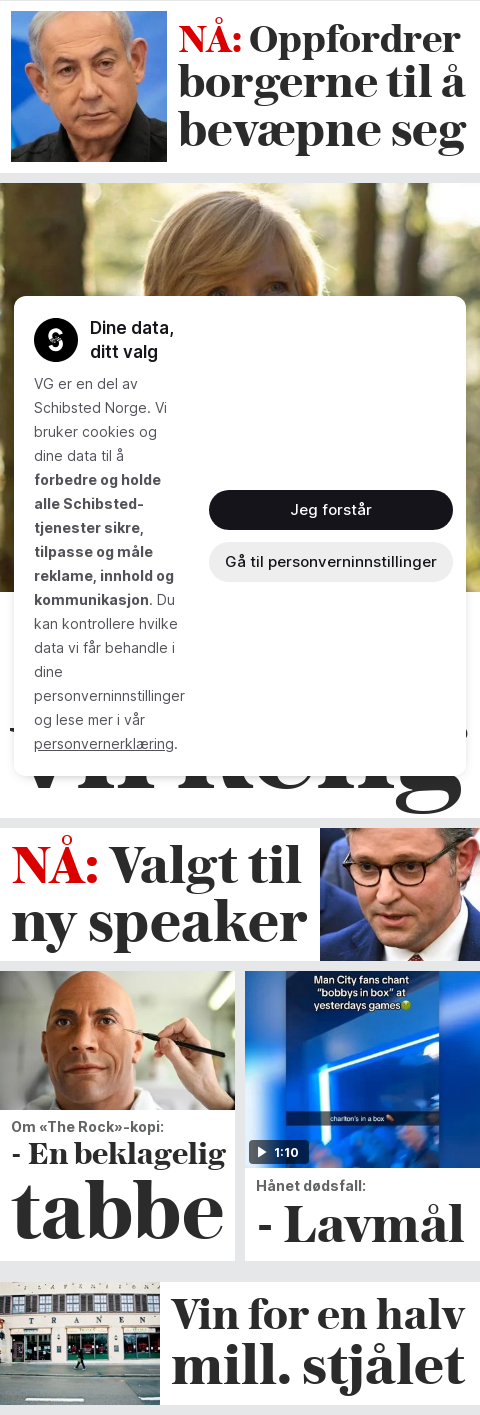 NÅ: Oppfordrer
borgerne til å
bevæpne seg
Dine data,
ditt valg
VG er en del av
Schibsted Norge. Vi
bruker cookies og
dine data til å
forbedre og holde
alle Schibsted-
tjenester sikre,
tilpasse og måle
reklame, innhold og
kommunikasjon. Du
kan kontrollere hvilke
data vi får behandle i
dine
personverninnstillinger
og lese mer i vår
personvernerklæring.
Jeg forstår
Gå til personverninnstillinger
NÅ: Valgt til
ny speaker
Om «The Rock»-kopi:
- En beklagelig
tabbe
Man City fans chant
"bobbys in box" at
yesterdays games🤢
charlton's in a box
1:10
Hånet dødsfall:
- Lavmål
TRANEN
Vin for en halv
mill. stjålet